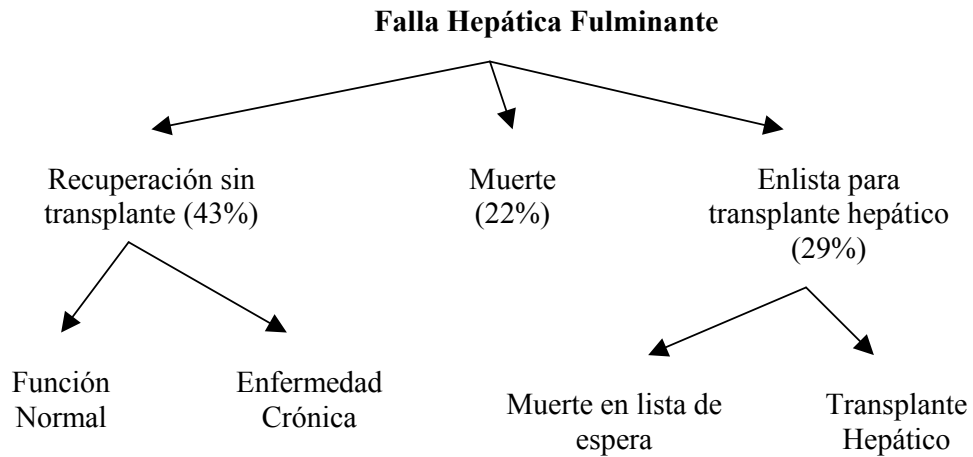 Falla Hepática Fulminante
Recuperación sin
transplante (43%)
Muerte
(22%)
Enlista para
transplante hepático
(29%)
Función
Normal
Enfermedad
Crónica
Muerte en lista de
espera
Transplante
Hepático